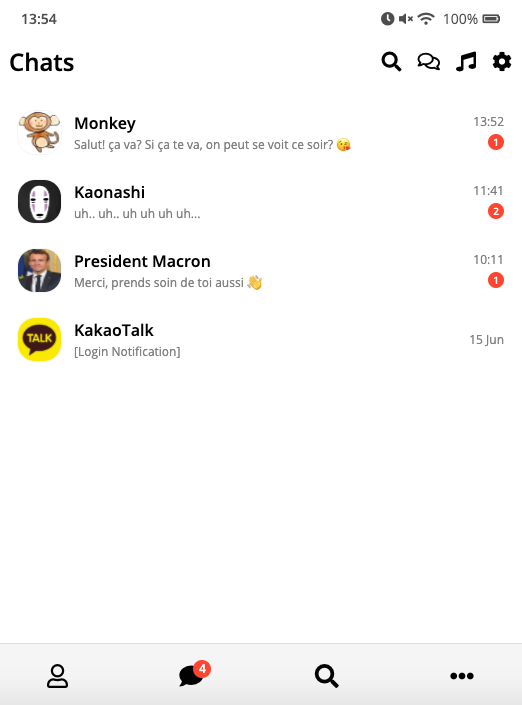 13:54
100%
Chats
Monkey
13:52
Salut! ça va? Si ça te va, on peut se voit ce soir? 😘
1
Kaonashi
11:41
uh.. uh.. uh uh uh uh...
2
President Macron
10:11
Merci, prends soin de toi aussi 👋
1
TALK
KakaoTalk
[Login Notification]
15 Jun
4